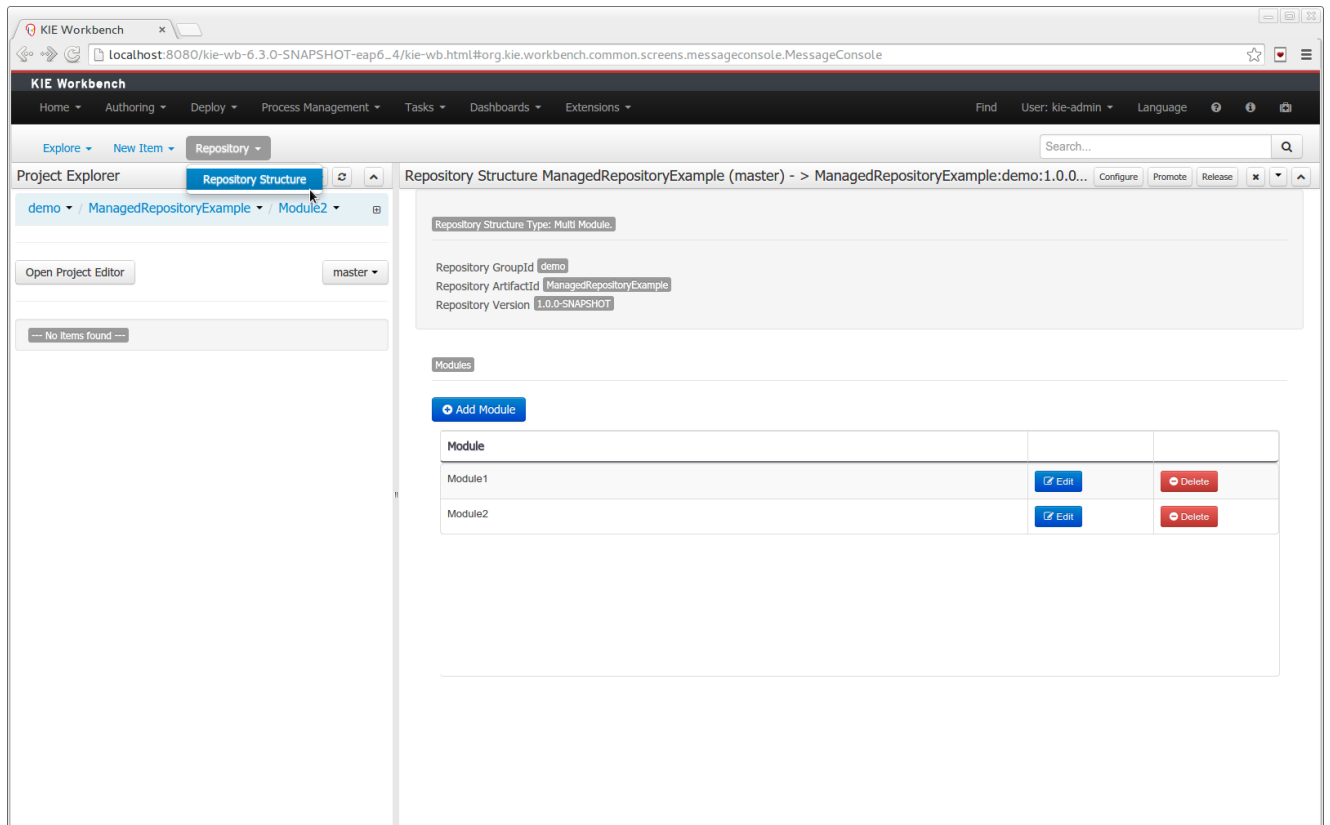 KIE Workbench
localhost:8080/kie-wb-6.3.0-SNAPSHOT-eap6_4/kie-wb.html#org.kie.workbench.common.screens.messageconsole.MessageConsole
KIE Workbench
Home Authoring Deploy Process Management Tasks Dashboards Extensions Find User: kie-admin Language
Explore New Item Repository Search...
Repository Structure
Project Explorer
Repository Structure ManagedRepositoryExample (master) - > ManagedRepositoryExample:demo:1.0.0... Configure Promote Release
demo / ManagedRepositoryExample / Module2
Open Project Editor master
--- No items found ---
Repository Structure Type: Multi Module.
Repository GroupId demo
Repository ArtifactId ManagedRepositoryExample
Repository Version 1.0.0-SNAPSHOT
Modules
Add Module
Module
Module1 Edit Delete
Module2 Edit Delete